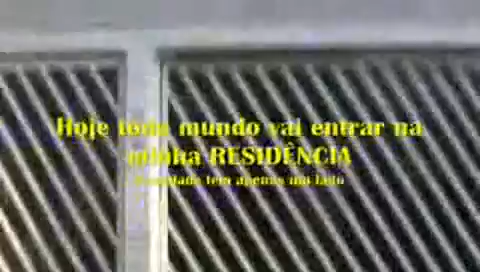 Hoje todo mundo vai entrar na
minha RESIDÊNCIA
tem apenas um lado